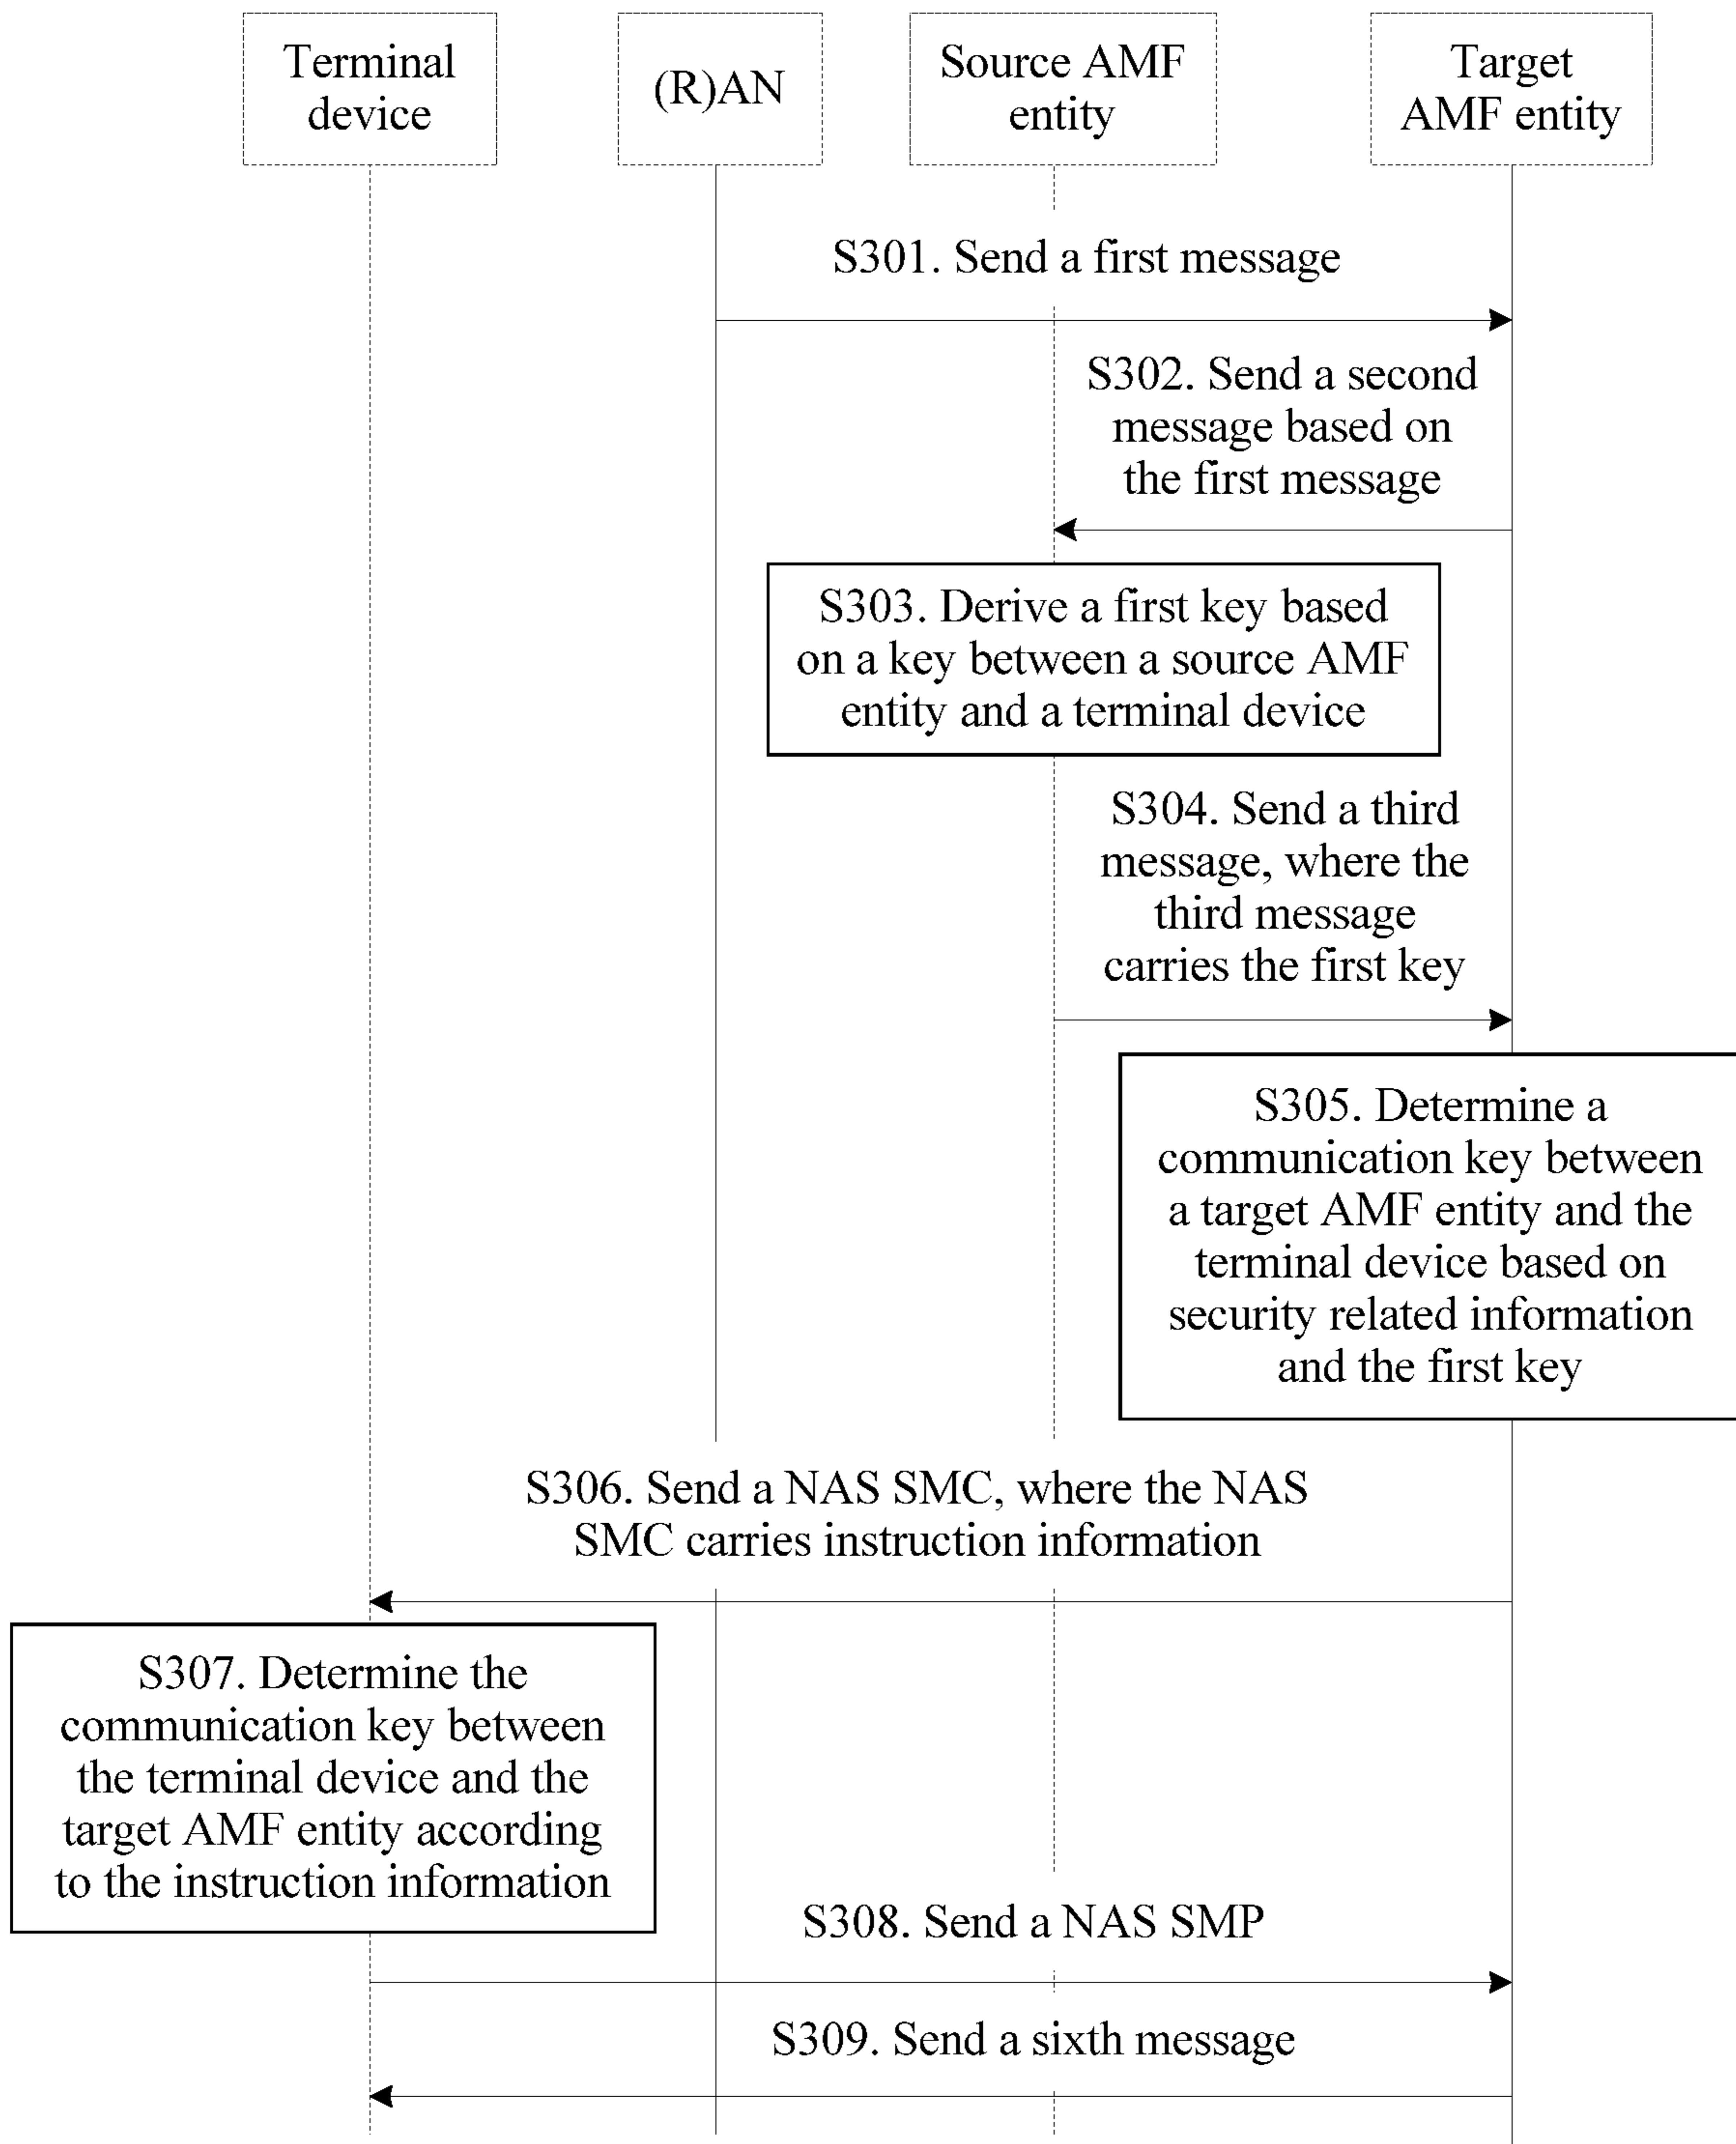 Terminal
device
(R)AN
Source AMF
entity
Target
AMF entity
S301. Send a first message
S302. Send a second
message based on
the first message
S303. Derive a first key based
on a key between a source AMF
entity and a terminal device
S304. Send a third
message, where the
third message
carries the first key
S305. Determine a
communication key between
a target AMF entity and the
terminal device based on
security related information
and the first key
S306. Send a NAS SMC, where the NAS
SMC carries instruction information
S307. Determine the
communication key between
the terminal device and the
target AMF entity according
to the instruction information
S308. Send a NAS SMP
S309. Send a sixth message